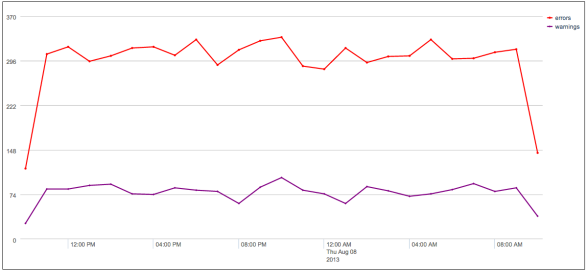 370
errors
warnings
296
222
148
74
0
12:00 PM
04:00 PM
08:00 PM
12:00 AM
Thu Aug 08
2013
04:00 AM
08:00 AM